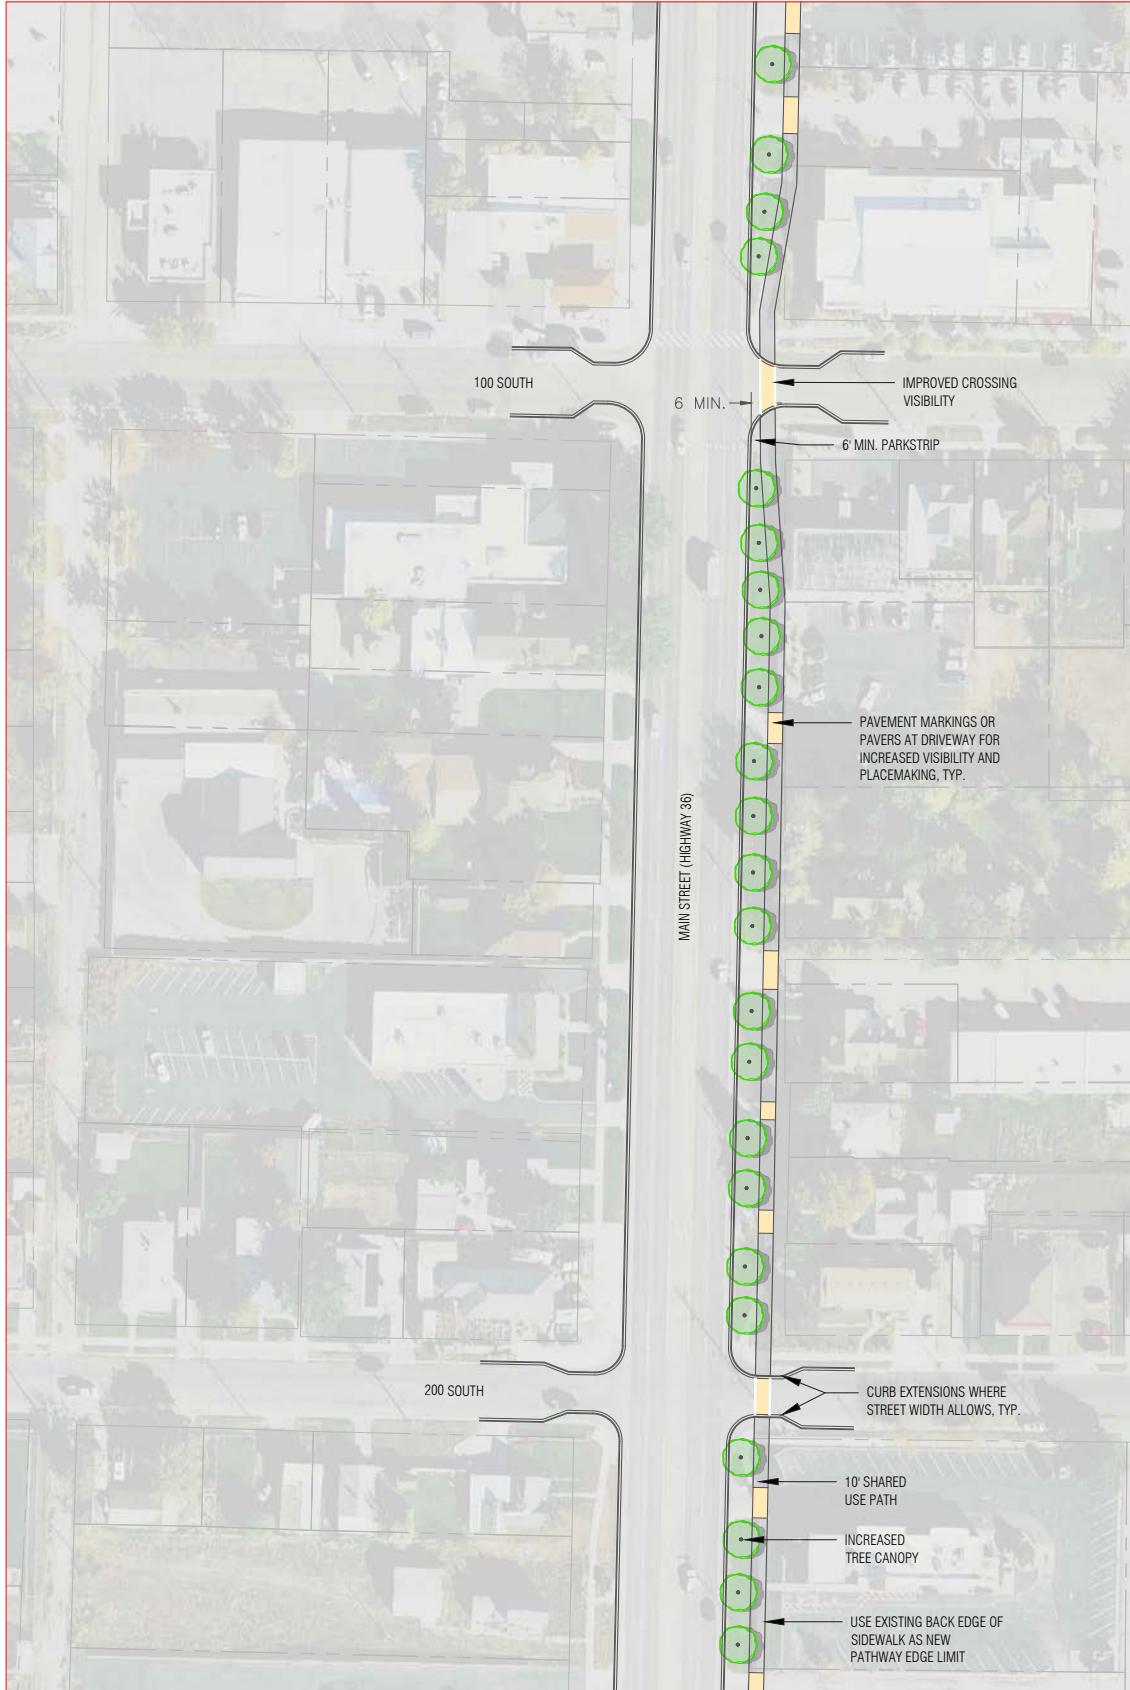 100 SOUTH
IMPROVED CROSSING
VISIBILITY
6 MIN.
6' MIN. PARKSTRIP
PAVEMENT MARKINGS OR
PAVERS AT DRIVEWAY FOR
INCREASED VISIBILITY AND
PLACEMAKING, TYP.
MAIN STREET (HIGHWAY 36)
200 SOUTH
CURB EXTENSIONS WHERE
STREET WIDTH ALLOWS, TYP.
10' SHARED
USE PATH
INCREASED
TREE CANOPY
USE EXISTING BACK EDGE OF
SIDEWALK AS NEW
PATHWAY EDGE LIMIT